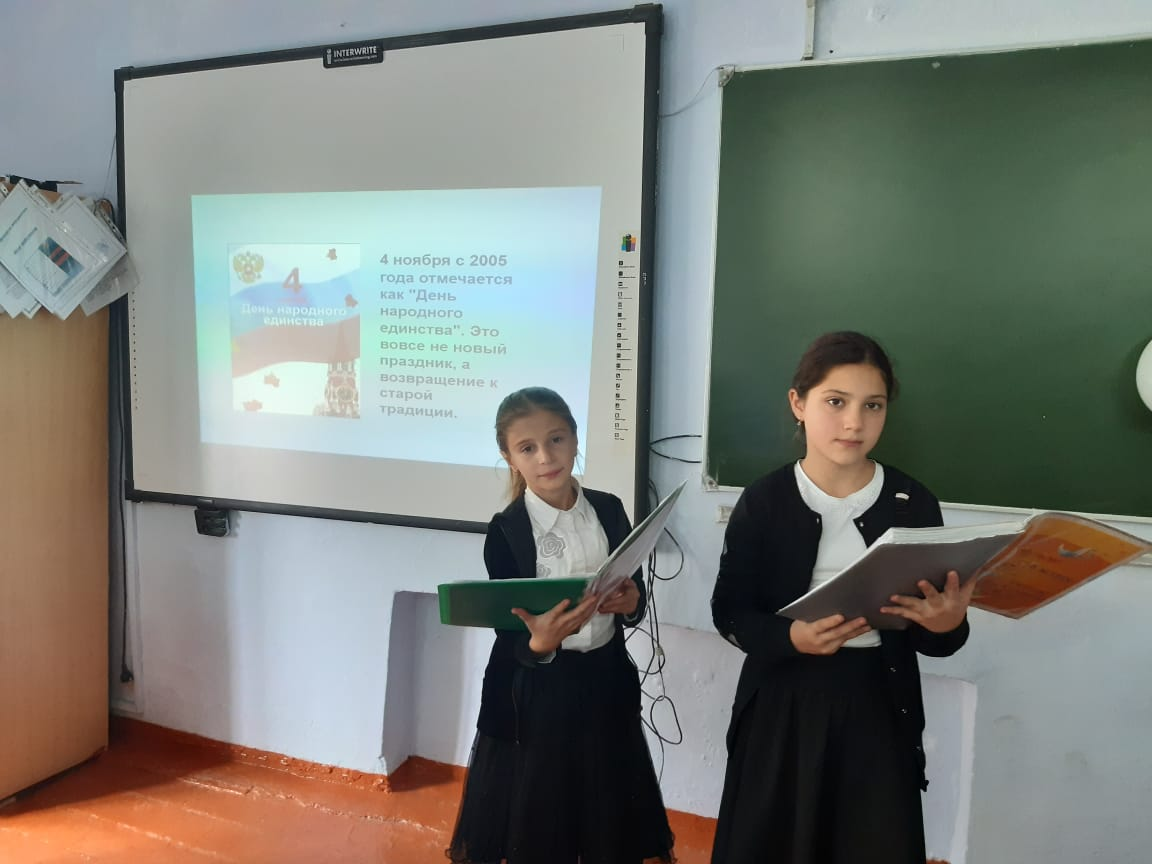 INTERWRITE
4
День народного
единства
4 ноября с 2005
года отмечается
как "День
народного
единства". Это
вовсе не новый
праздник, а
возвращение к
старой
традиции.